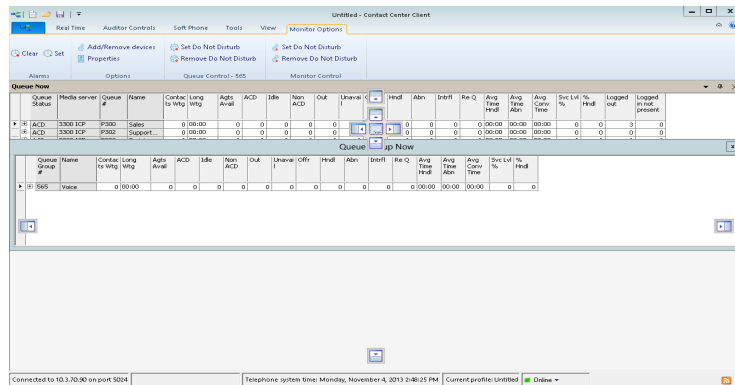 Untitled - Contact Center Client
Real Time Auditor Controls Soft Phone Tools View Monitor Options
Clear Set Add/Remove devices Set Do Not Disturb Set Do Not Disturb
Properties Remove Do Not Disturb Remove Do Not Disturb
Alarms Options Queue Control - 565 Monitor Control
Queue Now
Queue Status Media server Queue # Name Contacts Wtg Long Wtg Agts Avail ACD Idle Non ACD Out Unavail Hndl Abn Intrfl Re Q Avg Time Hndl Avg Time Abn Avg Conv Time Svc Lvl % % Hndl Logged out Logged in not present
ACD 3300 ICP P300 Sales 0 00:00 0 0 0 0 0 0 0 0 0 0 00:00 00:00 00:00 0 0 3 0
ACD 3300 ICP P302 Support... 0 00:00 0 0 0 0 0 0 0 0 0 00:00 00:00 00:00 0 0 0 0
Queue Now
Queue Group # Name Contacts Wtg Long Wtg Agts Avail ACD Idle Non ACD Out Unavail Offr Hndl Abn Intrfl Re Q Avg Time Hndl Avg Time Abn Avg Conv Time Svc Lvl % % Hndl
565 Voice 0 00:00 0 0 0 0 0 0 0 0 0 0 0 00:00 00:00 00:00 0 0
Connected to 10.3.70.90 on port 5024 Telephone system time: Monday, November 4, 2013 2:48:25 PM Current profile: Untitled Online